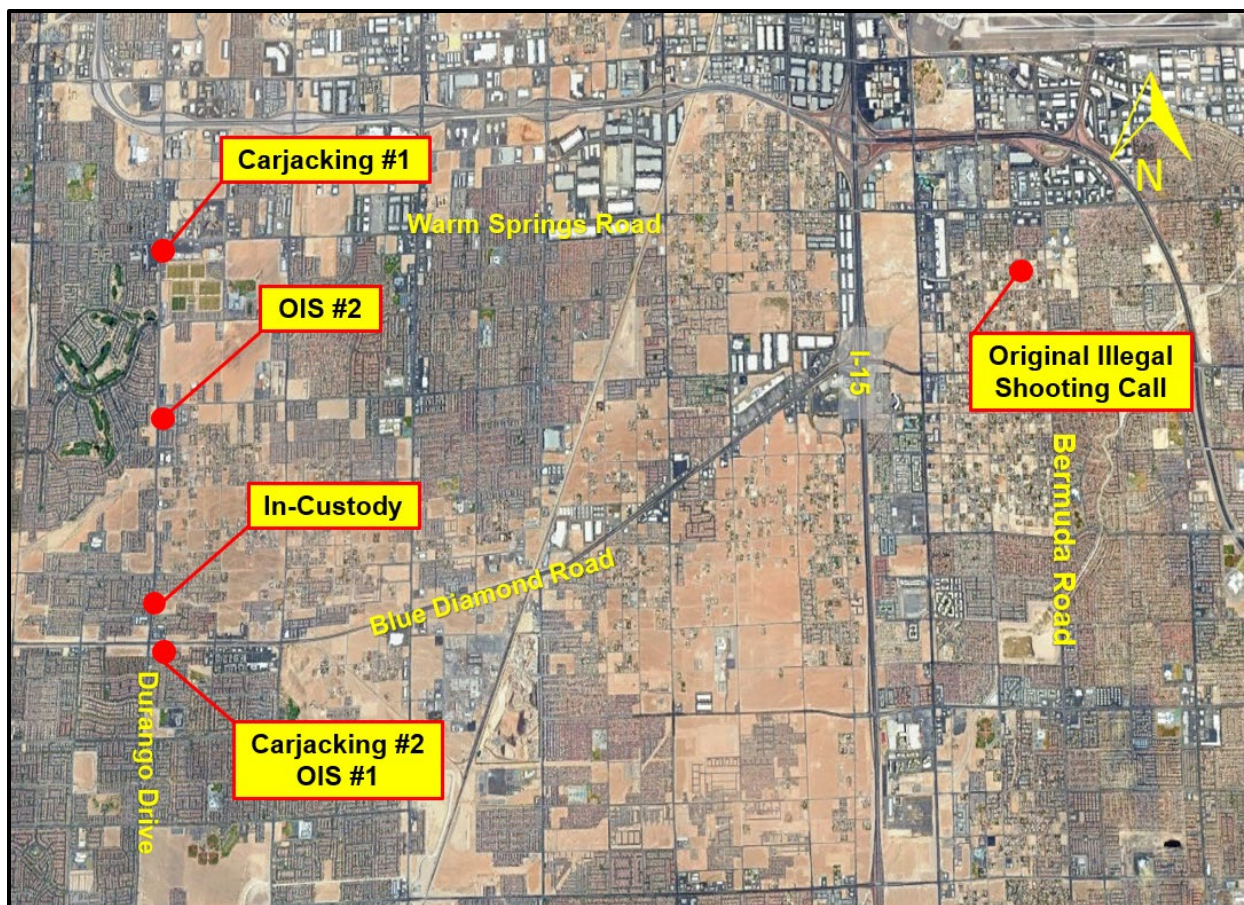 N
Carjacking #1
Warm Springs Road
OIS #2
Original Illegal
Shooting Call
I-15
In-Custody
Bermuda Road
Blue Diamond Road
Durango Drive
Carjacking #2
OIS #1